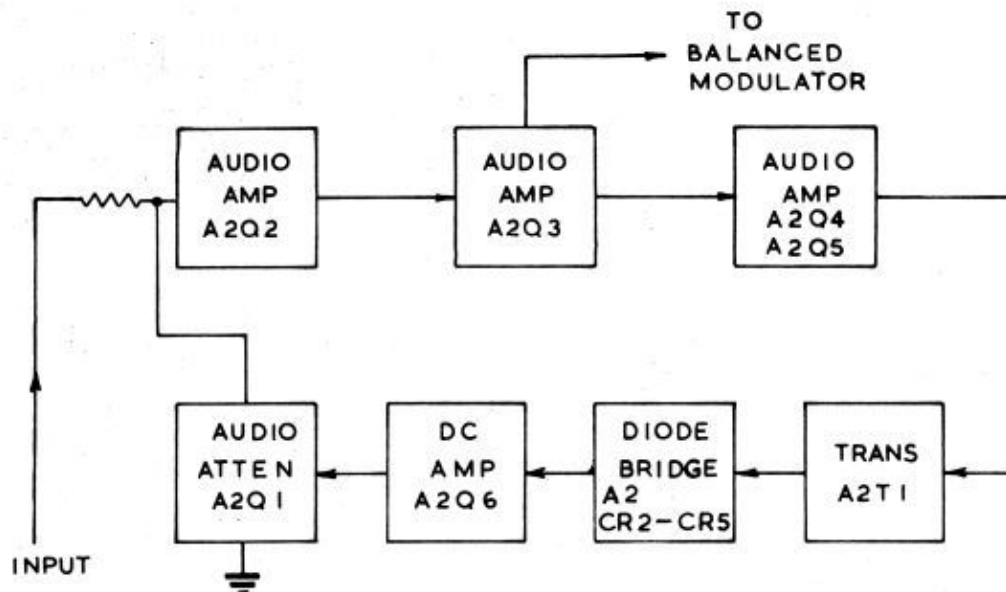 TO
BALANCED
MODULATOR
AUDIO
AMP
A2Q2
AUDIO
AMP
A2Q3
AUDIO
AMP
A2Q4
A2Q5
AUDIO
ATTEN
A2Q1
DC
AMP
A2Q6
DIODE
BRIDGE
A2
CR2-CR5
TRANS
A2T1
INPUT